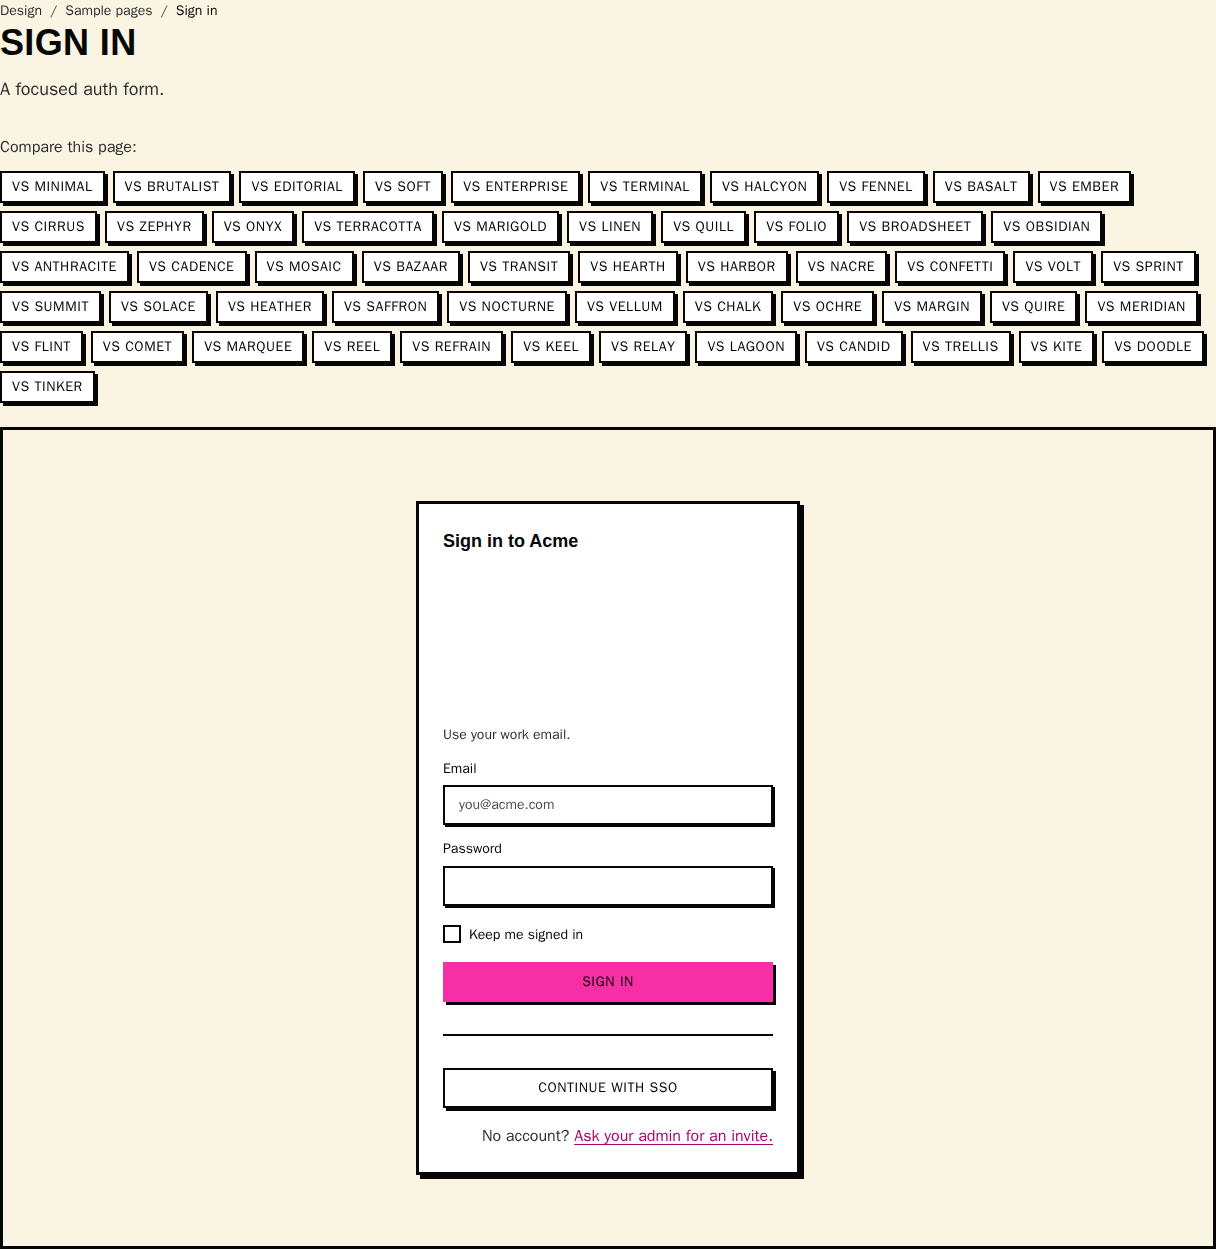 Design / Sample pages / Sign in
SIGN IN
A focused auth form.
Compare this page:
VS MINIMAL VS BRUTALIST VS EDITORIAL VS SOFT VS ENTERPRISE VS TERMINAL VS HALCYON VS FENNEL VS BASALT VS EMBER
VS CIRRUS VS ZEPHYR VS ONYX VS TERRACOTTA VS MARIGOLD VS LINEN VS QUILL VS FOLIO VS BROADSHEET VS OBSIDIAN
VS ANTHRACITE VS CADENCE VS MOSAIC VS BAZAAR VS TRANSIT VS HEARTH VS HARBOR VS NACRE VS CONFETTI VS VOLT VS SPRINT
VS SUMMIT VS SOLACE VS HEATHER VS SAFFRON VS NOCTURNE VS VELLUM VS CHALK VS OCHRE VS MARGIN VS QUIRE VS MERIDIAN
VS FLINT VS COMET VS MARQUEE VS REEL VS REFRAIN VS KEEL VS RELAY VS LAGOON VS CANDID VS TRELLIS VS KITE VS DOODLE
VS TINKER
Sign in to Acme
Use your work email.
Email
you@acme.com
Password
Keep me signed in
SIGN IN
CONTINUE WITH SSO
No account? Ask your admin for an invite.